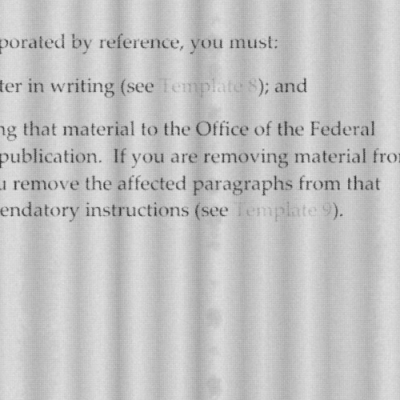 porated by reference, you must:
ter in writing (see Template 8); and
ng that material to the Office of the Federal
publication. If you are removing material from
u remove the affected paragraphs from that
endatory instructions (see Template 9).